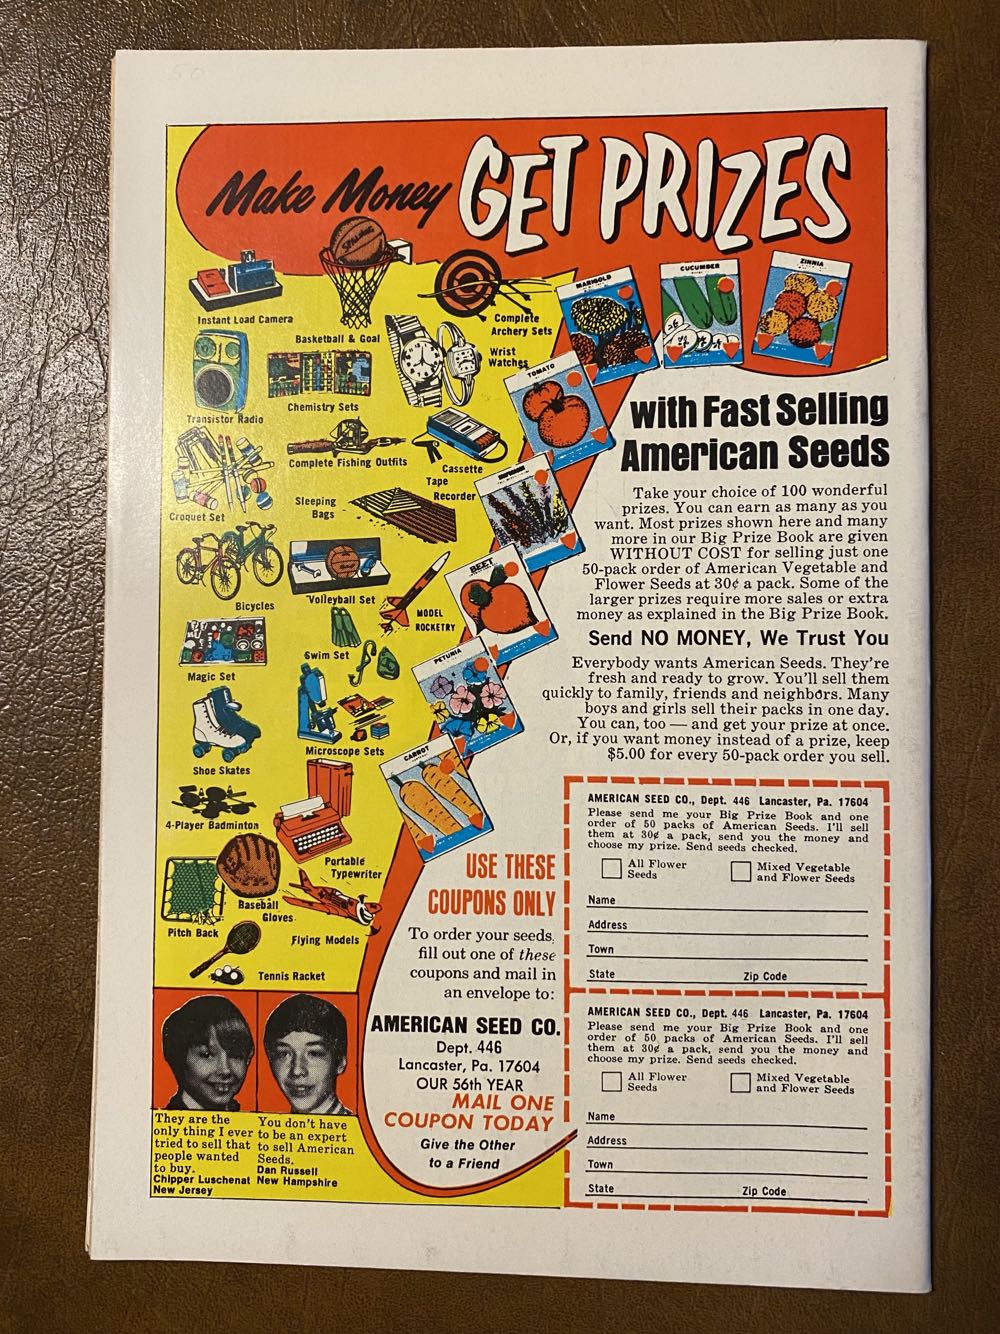 50
Make Money GET PRIZES
SPALDING
Instant Load Camera
Basketball & Goal
Complete
Archery Sets
Wrist
Watches
Transistor Radio
Chemistry Sets
Complete Fishing Outfits
Cassette
Tape
Recorder
Croquet Set
Sleeping
Bags
Bicycles
Volleyball Set
MODEL
ROCKETRY
Swim Set
Magic Set
Microscope Sets
Shoe Skates
4-Player Badminton
Portable
Typewriter
Baseball
Gloves
Pitch Back
Flying Models
Tennis Racket
MARIGOLD
CUCUMBER
ZINNIA
TOMATO
BEET
PETUNIA
CARROT
with Fast Selling
American Seeds
Take your choice of 100 wonderful
prizes. You can earn as many as you
want. Most prizes shown here and many
more in our Big Prize Book are given
WITHOUT COST for selling just one
50-pack order of American Vegetable and
Flower Seeds at 30¢ a pack. Some of the
larger prizes require more sales or extra
money as explained in the Big Prize Book.
Send NO MONEY, We Trust You
Everybody wants American Seeds. They're
fresh and ready to grow. You'll sell them
quickly to family, friends and neighbors. Many
boys and girls sell their packs in one day.
You can, too — and get your prize at once.
Or, if you want money instead of a prize, keep
$5.00 for every 50-pack order you sell.
USE THESE
COUPONS ONLY
To order your seeds,
fill out one of these
coupons and mail in
an envelope to:
AMERICAN SEED CO.
Dept. 446
Lancaster, Pa. 17604
OUR 56th YEAR
MAIL ONE
COUPON TODAY
Give the Other
to a Friend
AMERICAN SEED CO., Dept. 446 Lancaster, Pa. 17604
Please send me your Big Prize Book and one
order of 50 packs of American Seeds. I'll sell
them at 30¢ a pack, send you the money and
choose my prize. Send seeds checked.
All Flower
Seeds
Mixed Vegetable
and Flower Seeds
Name
Address
Town
State Zip Code
AMERICAN SEED CO., Dept. 446 Lancaster, Pa. 17604
Please send me your Big Prize Book and one
order of 50 packs of American Seeds. I'll sell
them at 30¢ a pack, send you the money and
choose my prize. Send seeds checked.
All Flower
Seeds
Mixed Vegetable
and Flower Seeds
Name
Address
Town
State Zip Code
They are the
only thing I ever
tried to sell that
people wanted
to buy.
Chipper Luschenat
New Jersey
You don't have
to be an expert
to sell American
Seeds.
Dan Russell
New Hampshire